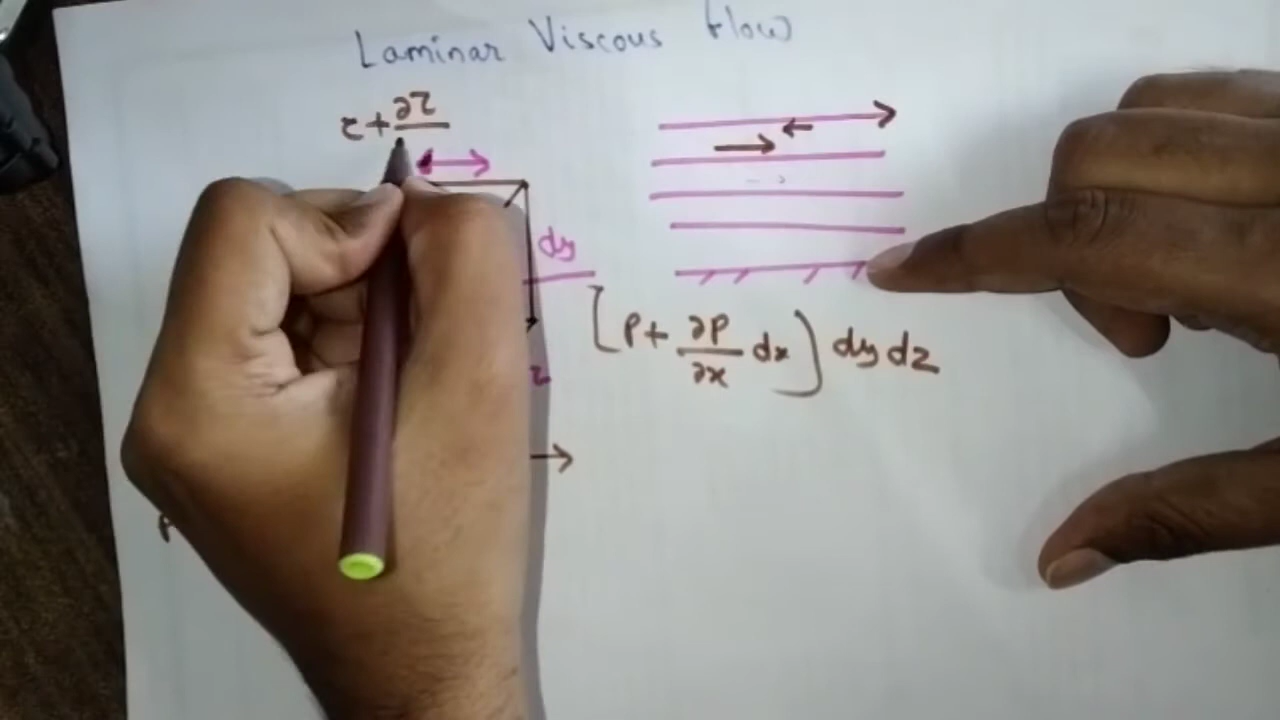 Laminar Viscous flow
τ + ∂τ
dy
[P + ∂P/∂x dx] dy dz